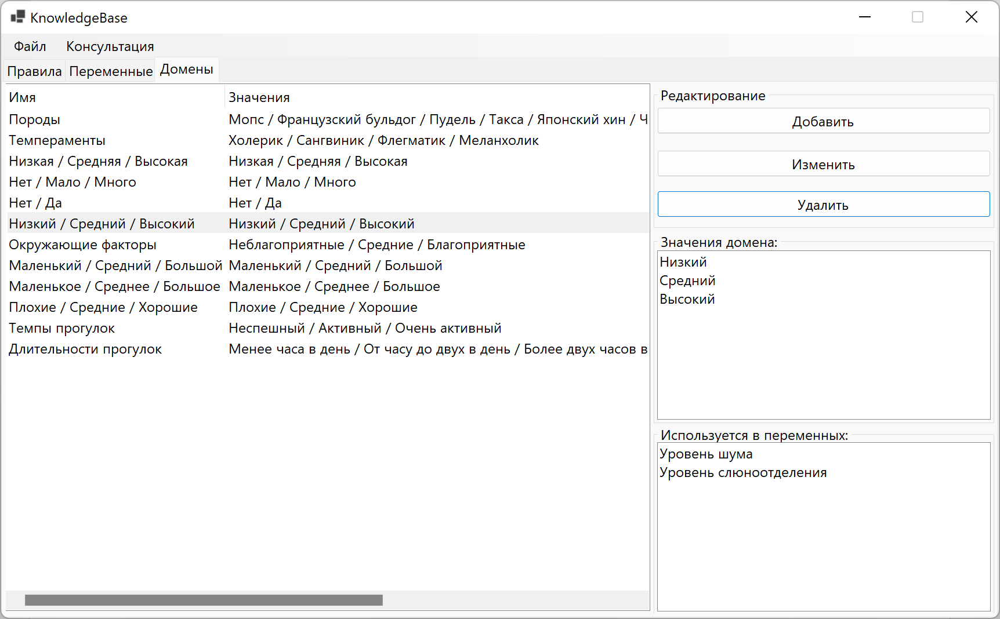 KnowledgeBase
Файл Консультация
Правила Переменные Домены
Имя Значения
Породы Мопс / Французский бульдог / Пудель / Такса / Японский хин / Ч
Темпераменты Холерик / Сангвиник / Флегматик / Меланхолик
Низкая / Средняя / Высокая Низкая / Средняя / Высокая
Нет / Мало / Много Нет / Мало / Много
Нет / Да Нет / Да
Низкий / Средний / Высокий Низкий / Средний / Высокий
Окружающие факторы Неблагоприятные / Средние / Благоприятные
Маленький / Средний / Большой Маленький / Средний / Большой
Маленькое / Среднее / Большое Маленькое / Среднее / Большое
Плохие / Средние / Хорошие Плохие / Средние / Хорошие
Темпы прогулок Неспешный / Активный / Очень активный
Длительности прогулок Менее часа в день / От часу до двух в день / Более двух часов в
Редактирование
Добавить
Изменить
Удалить
Значения домена:
Низкий
Средний
Высокий
Используется в переменных:
Уровень шума
Уровень слюноотделения